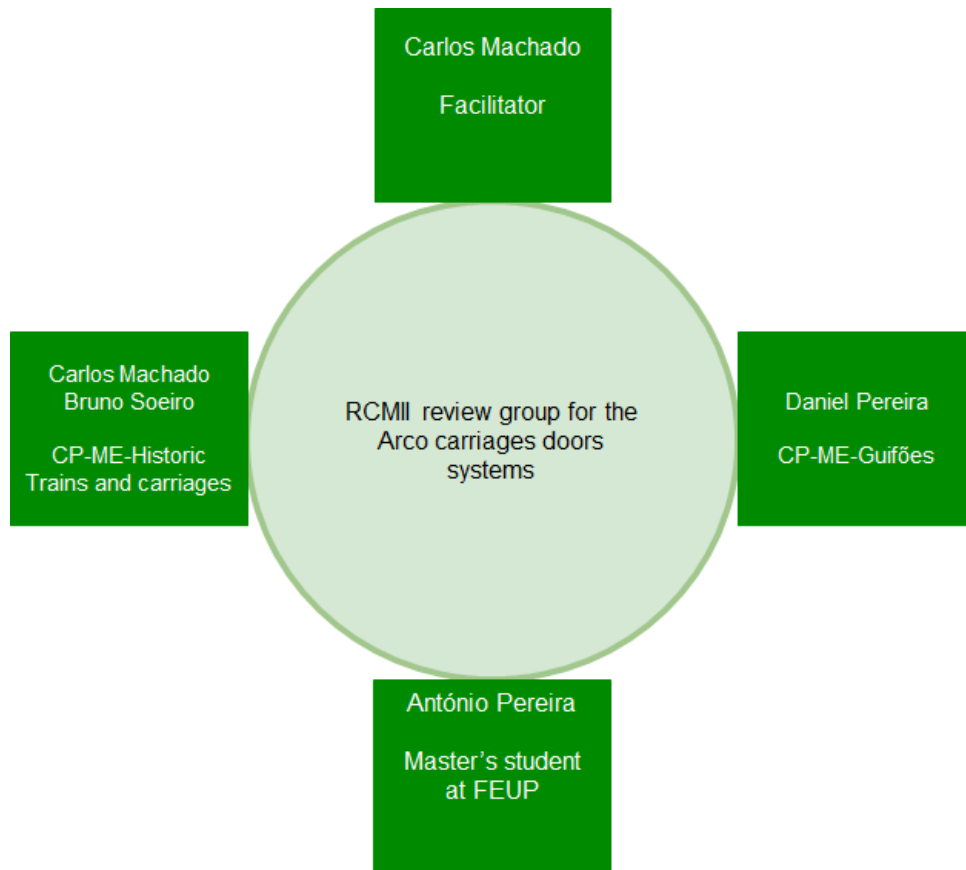 Carlos Machado
Facilitator
Carlos Machado
Bruno Soeiro
CP-ME-Historic
Trains and carriages
RCMII review group for the
Arco carriages doors
systems
Daniel Pereira
CP-ME-Guifões
António Pereira
Master's student
at FEUP